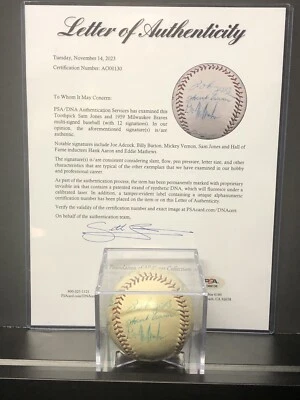 Letter of Authenticity
Tuesday, November 14, 2023
Certification Number: AO00130
To Whom It May Concern:
PSA/DNA Authentication Services has examined this
Toothpick Sam Jones and 1959 Milwaukee Braves
multi-signed baseball (with 12 signatures). In our
opinion, the aforementioned signature(s) is/are
authentic.
Notable signatures include Joe Adcock, Billy Bruton, Mickey Vernon, Sam Jones and Hall of
Fame inductees Hank Aaron and Eddie Mathews.
The signature(s) is/are consistent considering slant, flow, pen pressure, letter size, and other
characteristics that are typical of the other exemplars that we have examined in our hobby
and professional career.
As part of the authentication process, the item has been permanently marked with proprietary
invisible ink that contains a patented strand of synthetic DNA, which will fluoresce under
calibrated laser. In addition, a tamper-evident label containing a unique alphanumeric
certification number has been placed on the item or on this Letter of Authenticity.
Verify the validity of the certification number and exact image at PSAcard.com/DNAcert
On behalf of the authentication team,
PSA